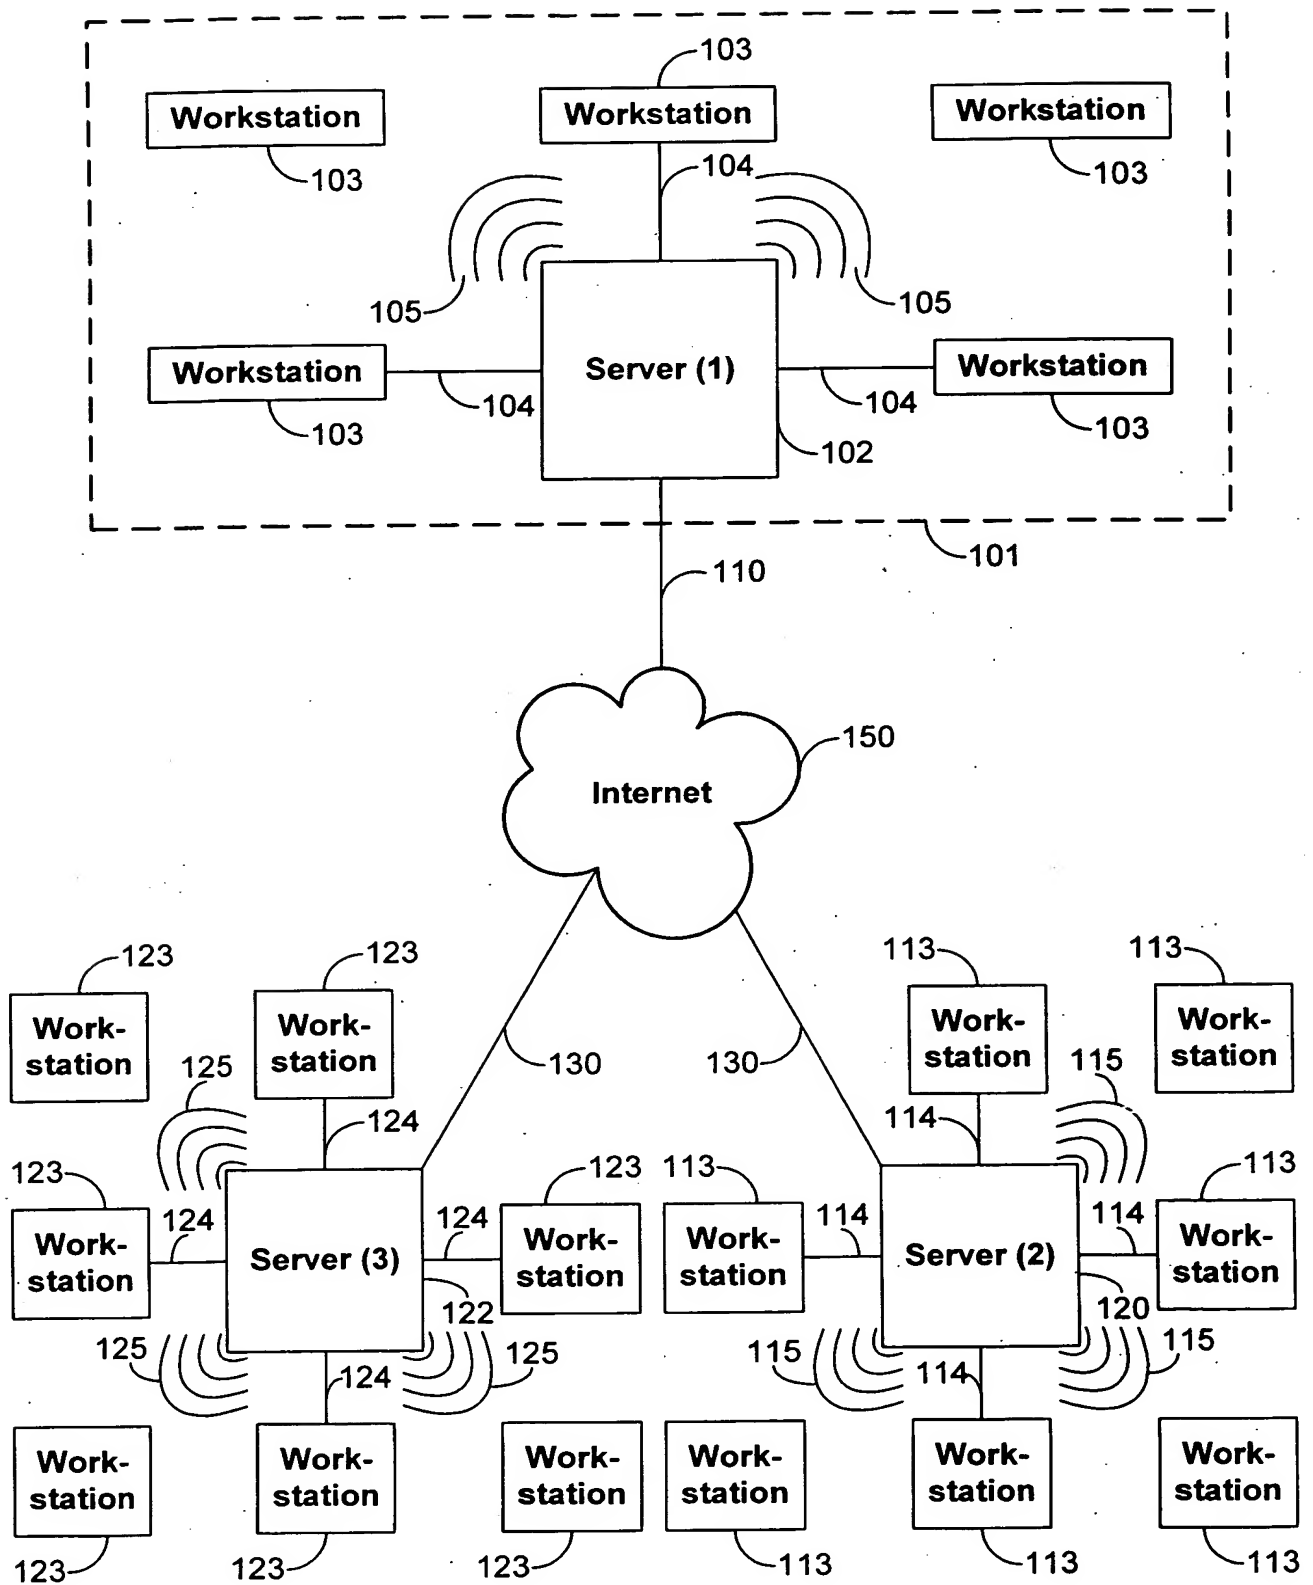 103
Workstation
Workstation
Workstation
103
104
103
105
105
Workstation
Server (1)
Workstation
104
104
103
102
103
101
110
150
Internet
123
123
113
113
Work-
station
Work-
station
Work-
station
Work-
station
125
130
130
115
124
114
123
123
113
113
124
124
114
114
Work-
station
Server (3)
Work-
station
Work-
station
Server (2)
Work-
station
122
120
125
124
125
115
114
115
Work-
station
Work-
station
Work-
station
Work-
station
Work-
station
Work-
station
123
123
123
113
113
113